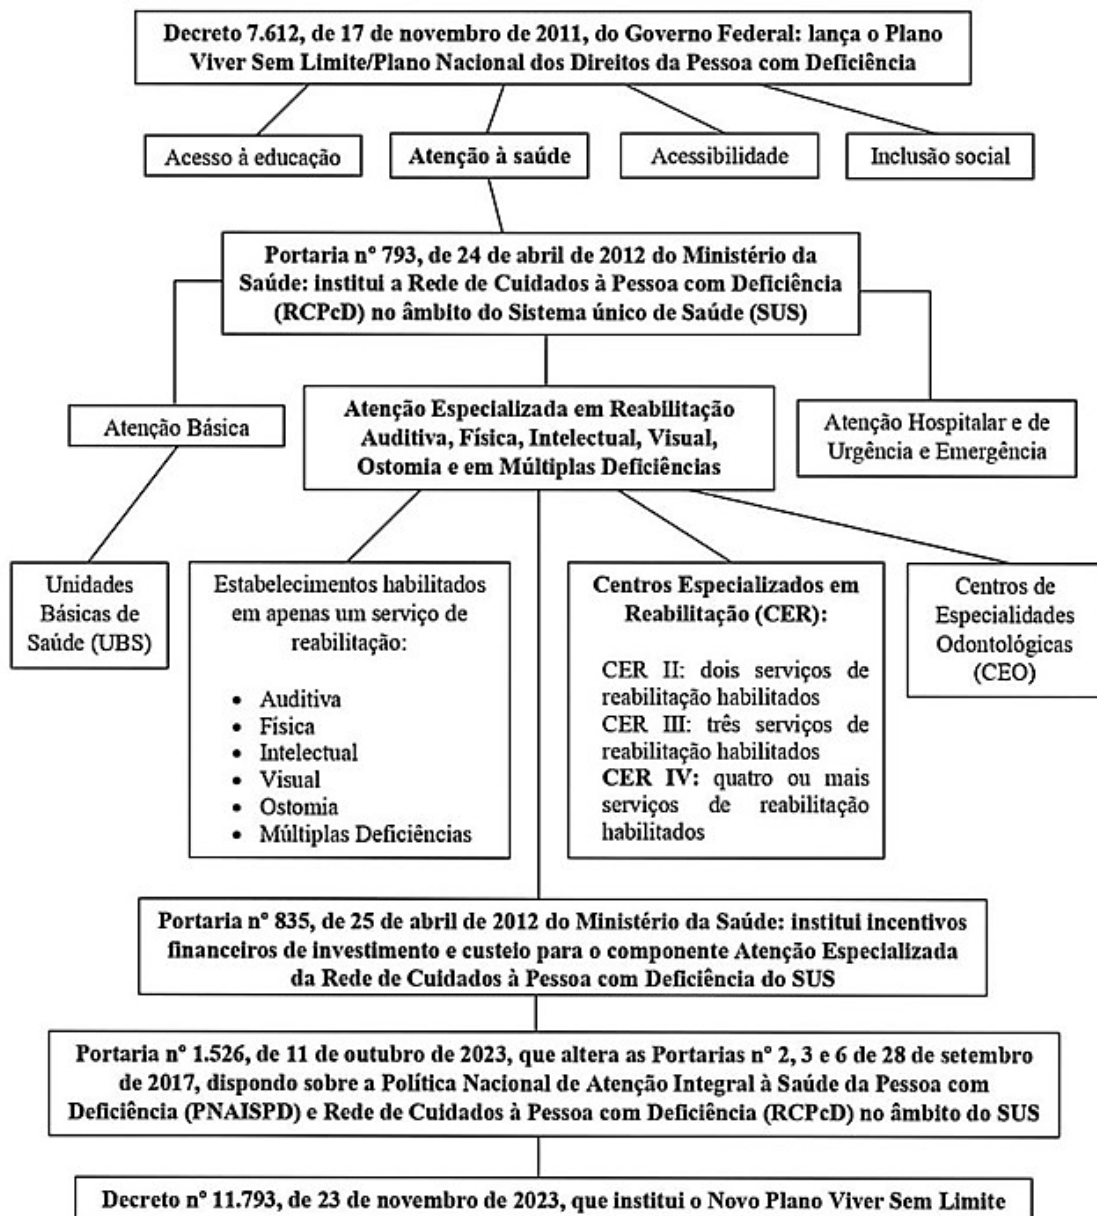 Decreto 7.612, de 17 de novembro de 2011, do Governo Federal: lança o Plano
Viver Sem Limite/Plano Nacional dos Direitos da Pessoa com Deficiência
Acesso à educação
Atenção à saúde
Acessibilidade
Inclusão social
Portaria nº 793, de 24 de abril de 2012 do Ministério da
Saúde: institui a Rede de Cuidados à Pessoa com Deficiência
(RCPcD) no âmbito do Sistema único de Saúde (SUS)
Atenção Básica
Atenção Especializada em Reabilitação
Auditiva, Física, Intelectual, Visual,
Ostomia e em Múltiplas Deficiências
Atenção Hospitalar e de
Urgência e Emergência
Unidades
Básicas de
Saúde (UBS)
Estabelecimentos habilitados
em apenas um serviço de
reabilitação:
• Auditiva
• Física
• Intelectual
• Visual
• Ostomia
• Múltiplas Deficiências
Centros Especializados em
Reabilitação (CER):
CER II: dois serviços de
reabilitação habilitados
CER III: três serviços de
reabilitação habilitados
CER IV: quatro ou mais
serviços de reabilitação
habilitados
Centros de
Especialidades
Odontológicas
(CEO)
Portaria nº 835, de 25 de abril de 2012 do Ministério da Saúde: institui incentivos
financeiros de investimento e custeio para o componente Atenção Especializada
da Rede de Cuidados à Pessoa com Deficiência do SUS
Portaria nº 1.526, de 11 de outubro de 2023, que altera as Portarias nº 2, 3 e 6 de 28 de setembro
de 2017, dispondo sobre a Política Nacional de Atenção Integral à Saúde da Pessoa com
Deficiência (PNAISPD) e Rede de Cuidados à Pessoa com Deficiência (RCPcD) no âmbito do SUS
Decreto nº 11.793, de 23 de novembro de 2023, que institui o Novo Plano Viver Sem Limite